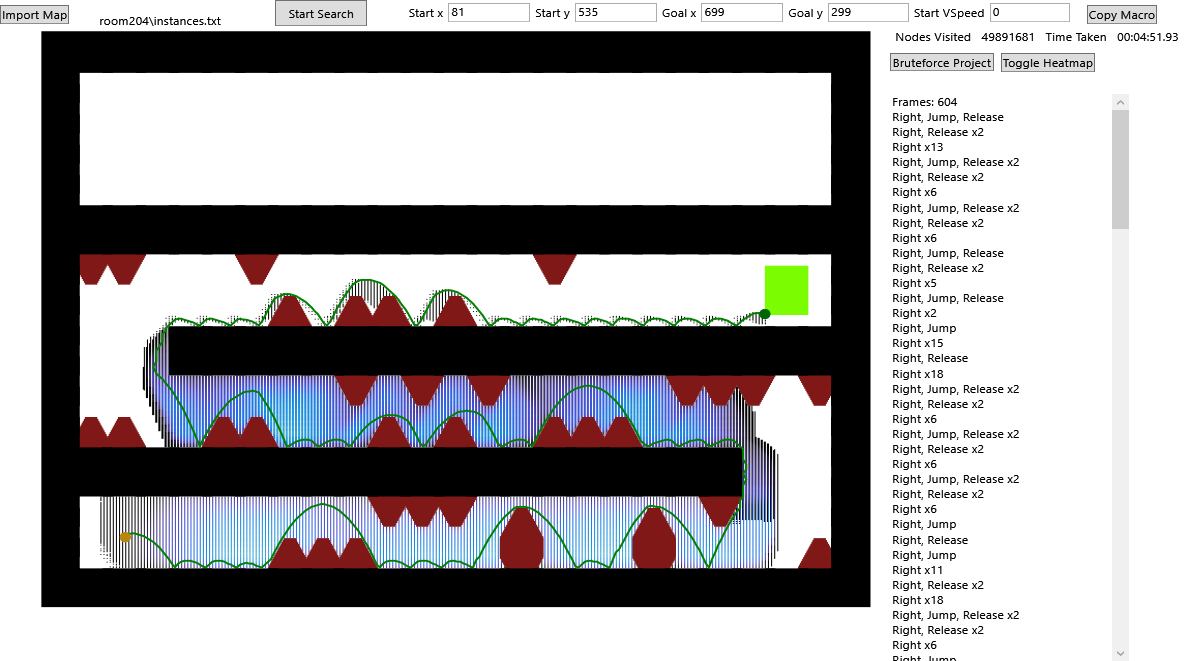 Import Map
room204\instances.txt
Start Search
Start x 81 Start y 535 Goal x 699 Goal y 299 Start VSpeed 0
Copy Macro
Nodes Visited 49891681 Time Taken 00:04:51.93
Bruteforce Project Toggle Heatmap
Frames: 604
Right, Jump, Release
Right, Release x2
Right x13
Right, Jump, Release x2
Right, Release x2
Right x6
Right, Jump, Release x2
Right, Release x2
Right x6
Right, Jump, Release
Right, Release x2
Right x5
Right, Jump, Release
Right x2
Right, Jump
Right x15
Right, Release
Right x18
Right, Jump, Release x2
Right, Release x2
Right x6
Right, Jump, Release x2
Right, Release x2
Right x6
Right, Jump, Release x2
Right, Release x2
Right x6
Right, Jump
Right, Release
Right, Jump
Right x11
Right, Release x2
Right x18
Right, Jump, Release x2
Right, Release x2
Right x6
Right, Jump